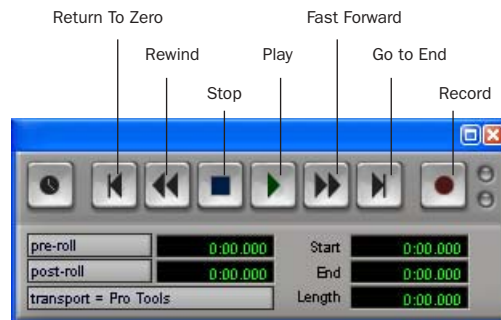 Return To Zero
Fast Forward
Rewind
Play
Go to End
Stop
Record
pre-roll 0:00.000 Start 0:00.000
post-roll 0:00.000 End 0:00.000
transport = Pro Tools Length 0:00.000